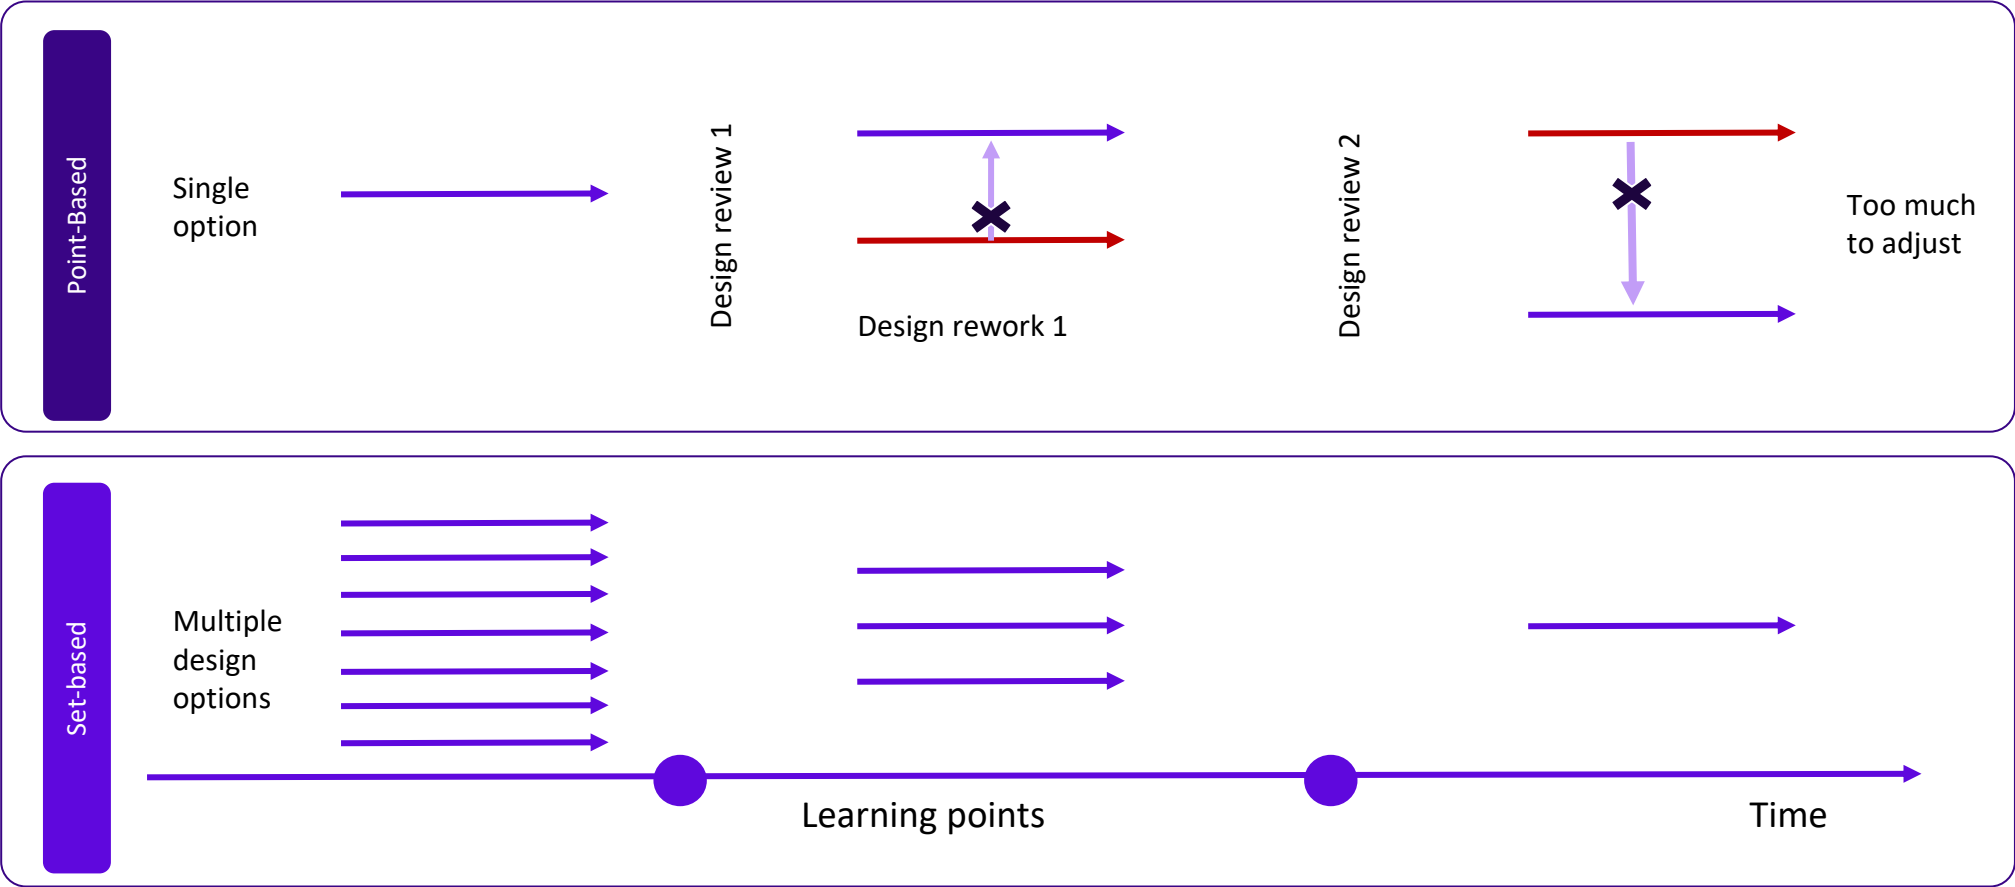 Point-Based
Single
option
Design review 1
Design rework 1
Design review 2
Too much
to adjust
Set-based
Multiple
design
options
Learning points
Time